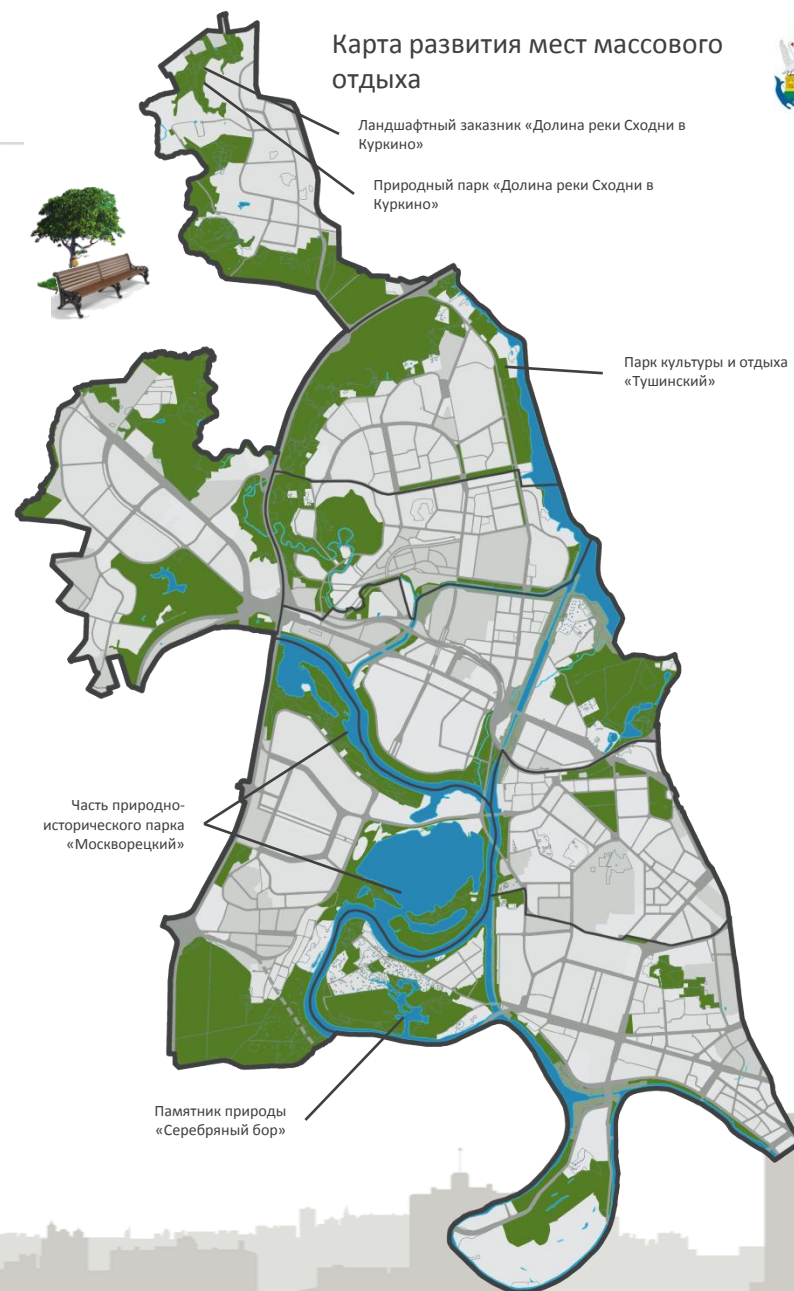 Карта развития мест массового
отдыха
Ландшафтный заказник «Долина реки Сходни в
Куркино»
Природный парк «Долина реки Сходни в
Куркино»
Парк культуры и отдыха
«Тушинский»
Часть природно-
исторического парка
«Москворецкий»
Памятник природы
«Серебряный бор»